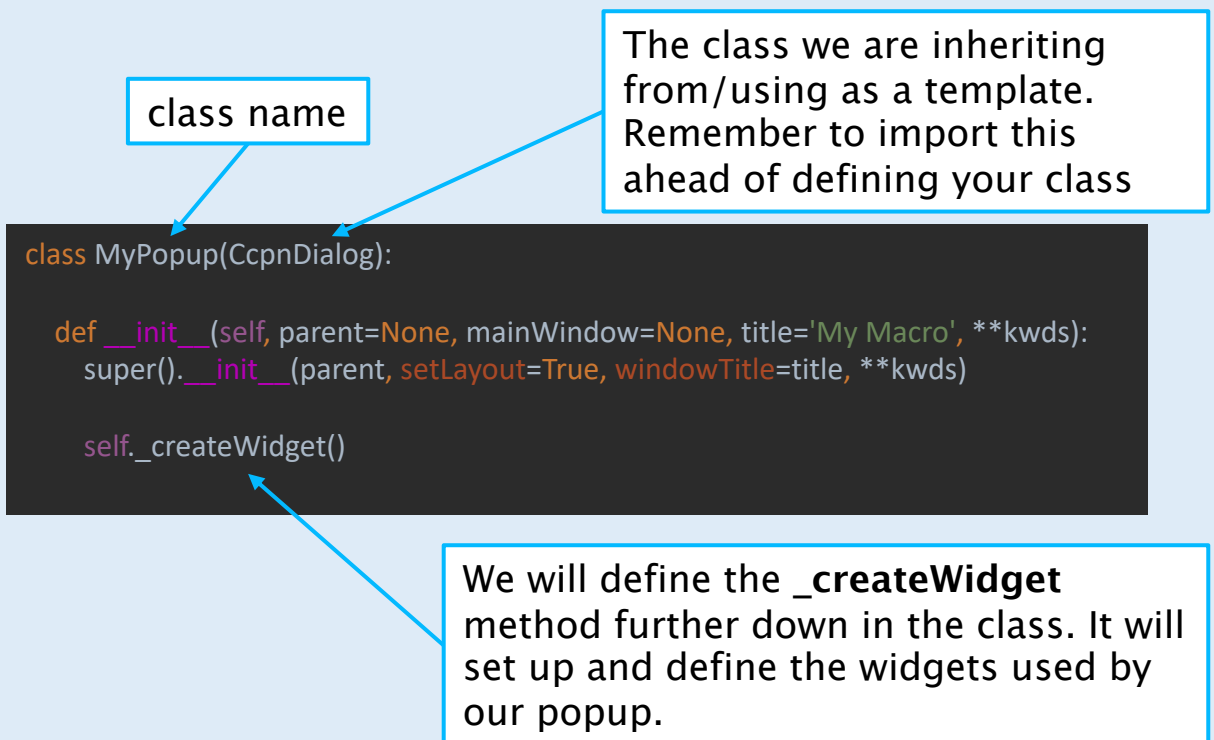 The class we are inheriting
from/using as a template.
Remember to import this
ahead of defining your class
class name
class MyPopup(CcpnDialog):
def __init__(self, parent=None, mainWindow=None, title='My Macro', **kwds):
super().__init__(parent, setLayout=True, windowTitle=title, **kwds)
self._createWidget()
We will define the _createWidget
method further down in the class. It will
set up and define the widgets used by
our popup.